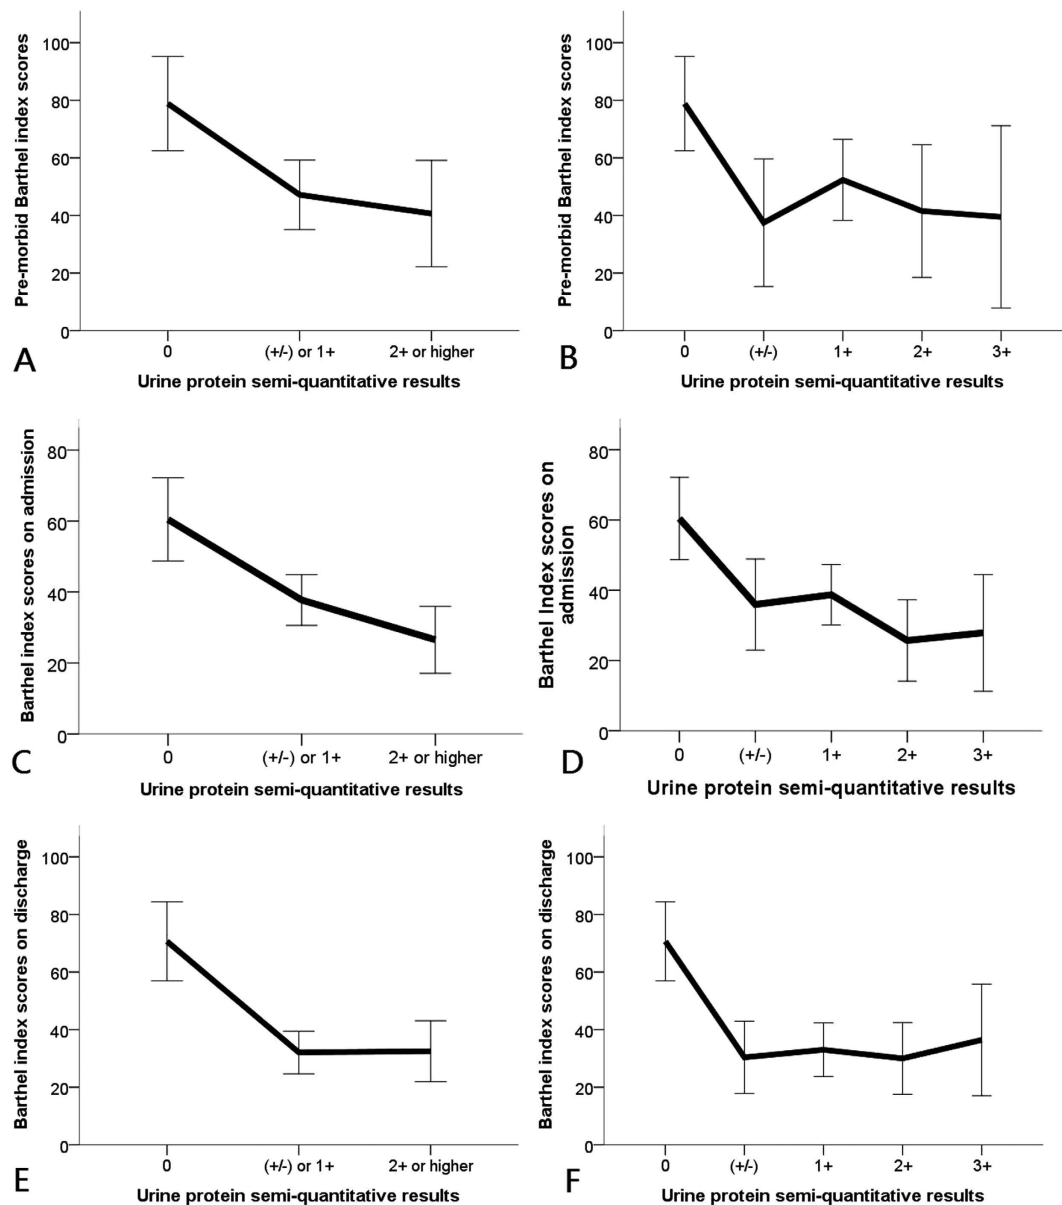 Pre-morbid Barthel index scores
100
80
60
40
20
0
0
(+/-) or 1+
2+ or higher
Urine protein semi-quantitative results
A
Pre-morbid Barthel index scores
100
80
60
40
20
0
0
(+/-)
1+
2+
3+
Urine protein semi-quantitative results
B
Barthel index scores on admission
80
60
40
20
0
0
(+/-) or 1+
2+ or higher
Urine protein semi-quantitative results
C
Barthel Index scores on
admission
80
60
40
20
0
0
(+/-)
1+
2+
3+
Urine protein semi-quantitative results
D
Barthel index scores on discharge
100
80
60
40
20
0
0
(+/-) or 1+
2+ or higher
Urine protein semi-quantitative results
E
Barthel index scores on discharge
100
80
60
40
20
0
0
(+/-)
1+
2+
3+
Urine protein semi-quantitative results
F